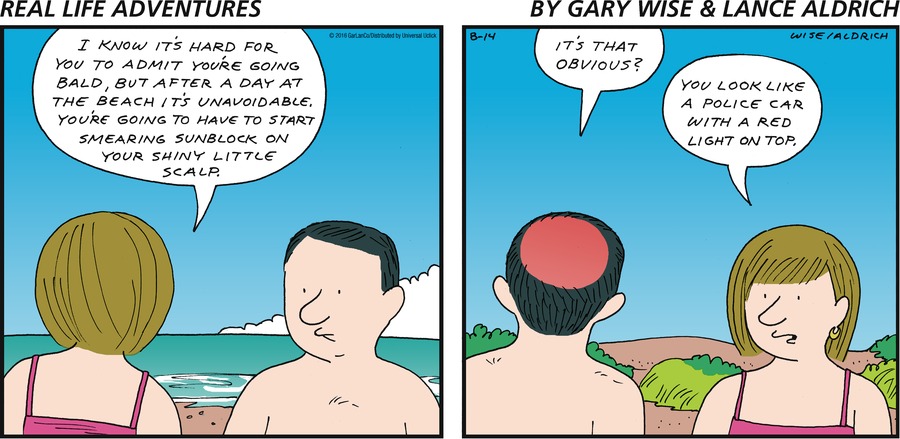 REAL LIFE ADVENTURES
BY GARY WISE & LANCE ALDRICH
I KNOW IT'S HARD FOR
YOU TO ADMIT YOU'RE GOING
BALD, BUT AFTER A DAY AT
THE BEACH IT'S UNAVOIDABLE.
YOU'RE GOING TO HAVE TO START
SMEARING SUNBLOCK ON
YOUR SHINY LITTLE
SCALP.
© 2016 GarLanCo/Distributed by Universal Uclick
8-14
WISE/ALDRICH
IT'S THAT
OBVIOUS?
YOU LOOK LIKE
A POLICE CAR
WITH A RED
LIGHT ON TOP.